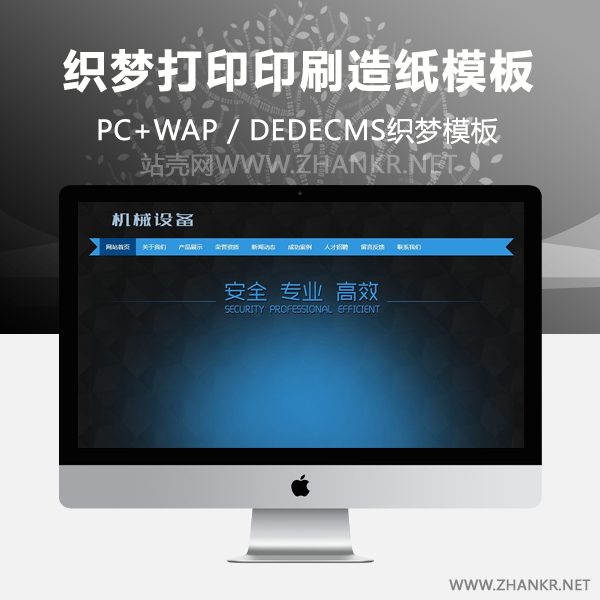 织梦打印印刷造纸模板
PC+WAP / DEDECMS织梦模板
站壳网WWW.ZHANKR.NET
机械设备
网站首页 关于我们 产品展示 荣誉资质 新闻动态 成功案例 人才招聘 留言反馈 联系我们
安全 专业 高效
SECURITY PROFESSIONAL EFFICIENT
WWW.ZHANKR.NET